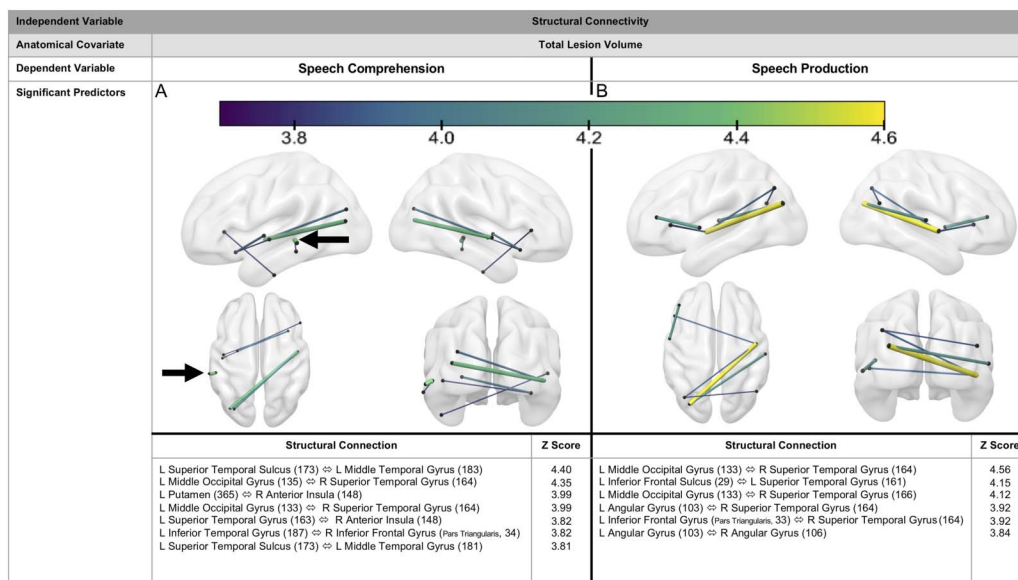 Independent Variable Structural Connectivity
Anatomical Covariate Total Lesion Volume
Dependent Variable Speech Comprehension Speech Production
Significant Predictors A B
3.8 4.0 4.2 4.4 4.6
Structural Connection Z Score
L Superior Temporal Sulcus (173) ⇔ L Middle Temporal Gyrus (183) 4.40
L Middle Occipital Gyrus (135) ⇔ R Superior Temporal Gyrus (164) 4.35
L Putamen (365) ⇔ R Anterior Insula (148) 3.99
L Middle Occipital Gyrus (133) ⇔ R Superior Temporal Gyrus (164) 3.99
L Superior Temporal Gyrus (163) ⇔ R Anterior Insula (148) 3.82
L Inferior Temporal Gyrus (187) ⇔ R Inferior Frontal Gyrus (Pars Triangularis, 34) 3.82
L Superior Temporal Sulcus (173) ⇔ L Middle Temporal Gyrus (181) 3.81
Structural Connection Z Score
L Middle Occipital Gyrus (133) ⇔ R Superior Temporal Gyrus (164) 4.56
L Inferior Frontal Sulcus (29) ⇔ L Superior Temporal Gyrus (161) 4.15
L Middle Occipital Gyrus (133) ⇔ R Superior Temporal Gyrus (166) 4.12
L Angular Gyrus (103) ⇔ R Superior Temporal Gyrus (164) 3.92
L Inferior Frontal Gyrus (Pars Triangularis, 33) ⇔ R Superior Temporal Gyrus (164) 3.92
L Angular Gyrus (103) ⇔ R Angular Gyrus (106) 3.84